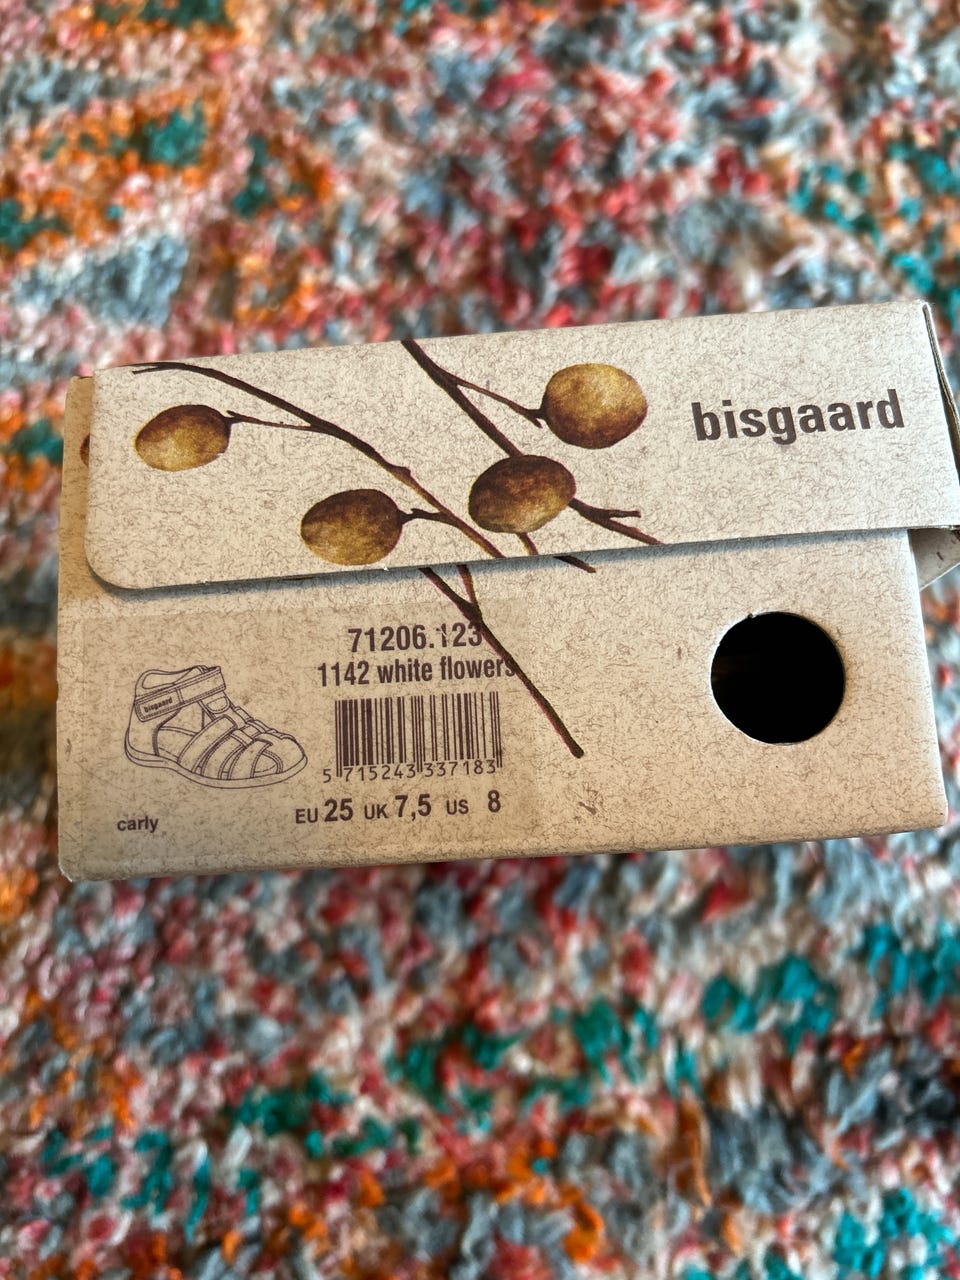 bisgaard
71206.123
1142 white flowers
bisgaard
5 715243 337183
EU 25 UK 7,5 US 8
carly